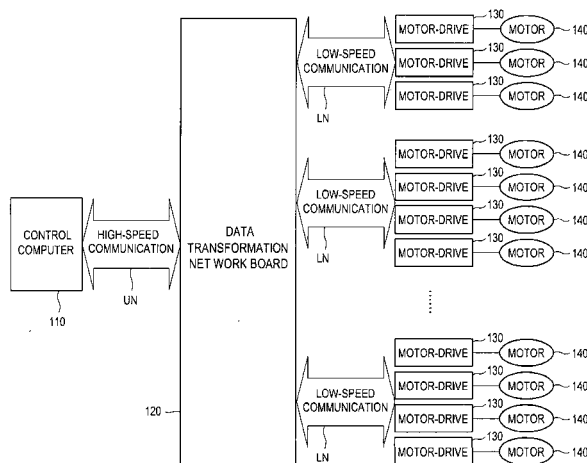 130
MOTOR-DRIVE
MOTOR
140
LOW-SPEED
COMMUNICATION
130
MOTOR-DRIVE
MOTOR
140
130
MOTOR-DRIVE
MOTOR
140
LN
130
MOTOR-DRIVE
MOTOR
140
LOW-SPEED
COMMUNICATION
130
MOTOR-DRIVE
MOTOR
140
130
MOTOR-DRIVE
MOTOR
140
LN
130
MOTOR-DRIVE
MOTOR
140
CONTROL
COMPUTER
110
HIGH-SPEED
COMMUNICATION
UN
DATA
TRANSFORMATION
NET WORK BOARD
120
130
MOTOR-DRIVE
MOTOR
140
LOW-SPEED
COMMUNICATION
130
MOTOR-DRIVE
MOTOR
140
130
MOTOR-DRIVE
MOTOR
140
LN
130
MOTOR-DRIVE
MOTOR
140